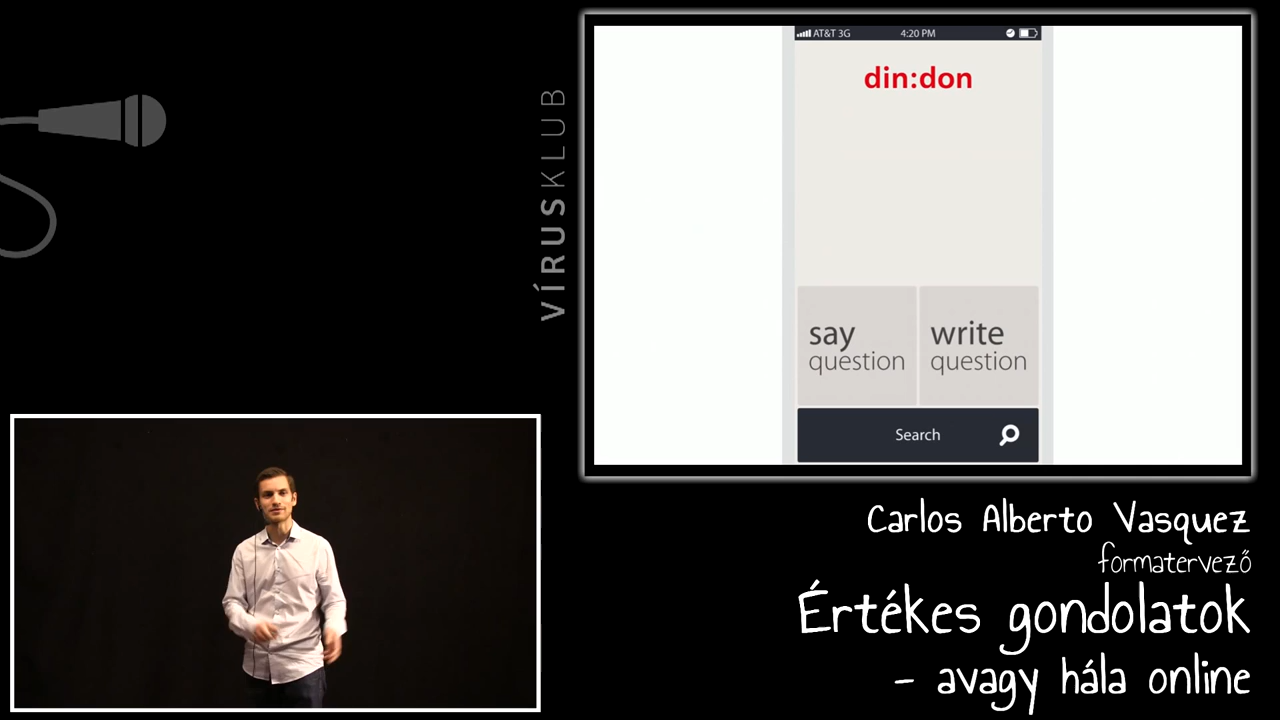 VÍRUSKLUB
AT&T 3G 4:20 PM
din:don
say write
question question
Search
Carlos Alberto Vasquez
formatervező
Értékes gondolatok
- avagy hála online